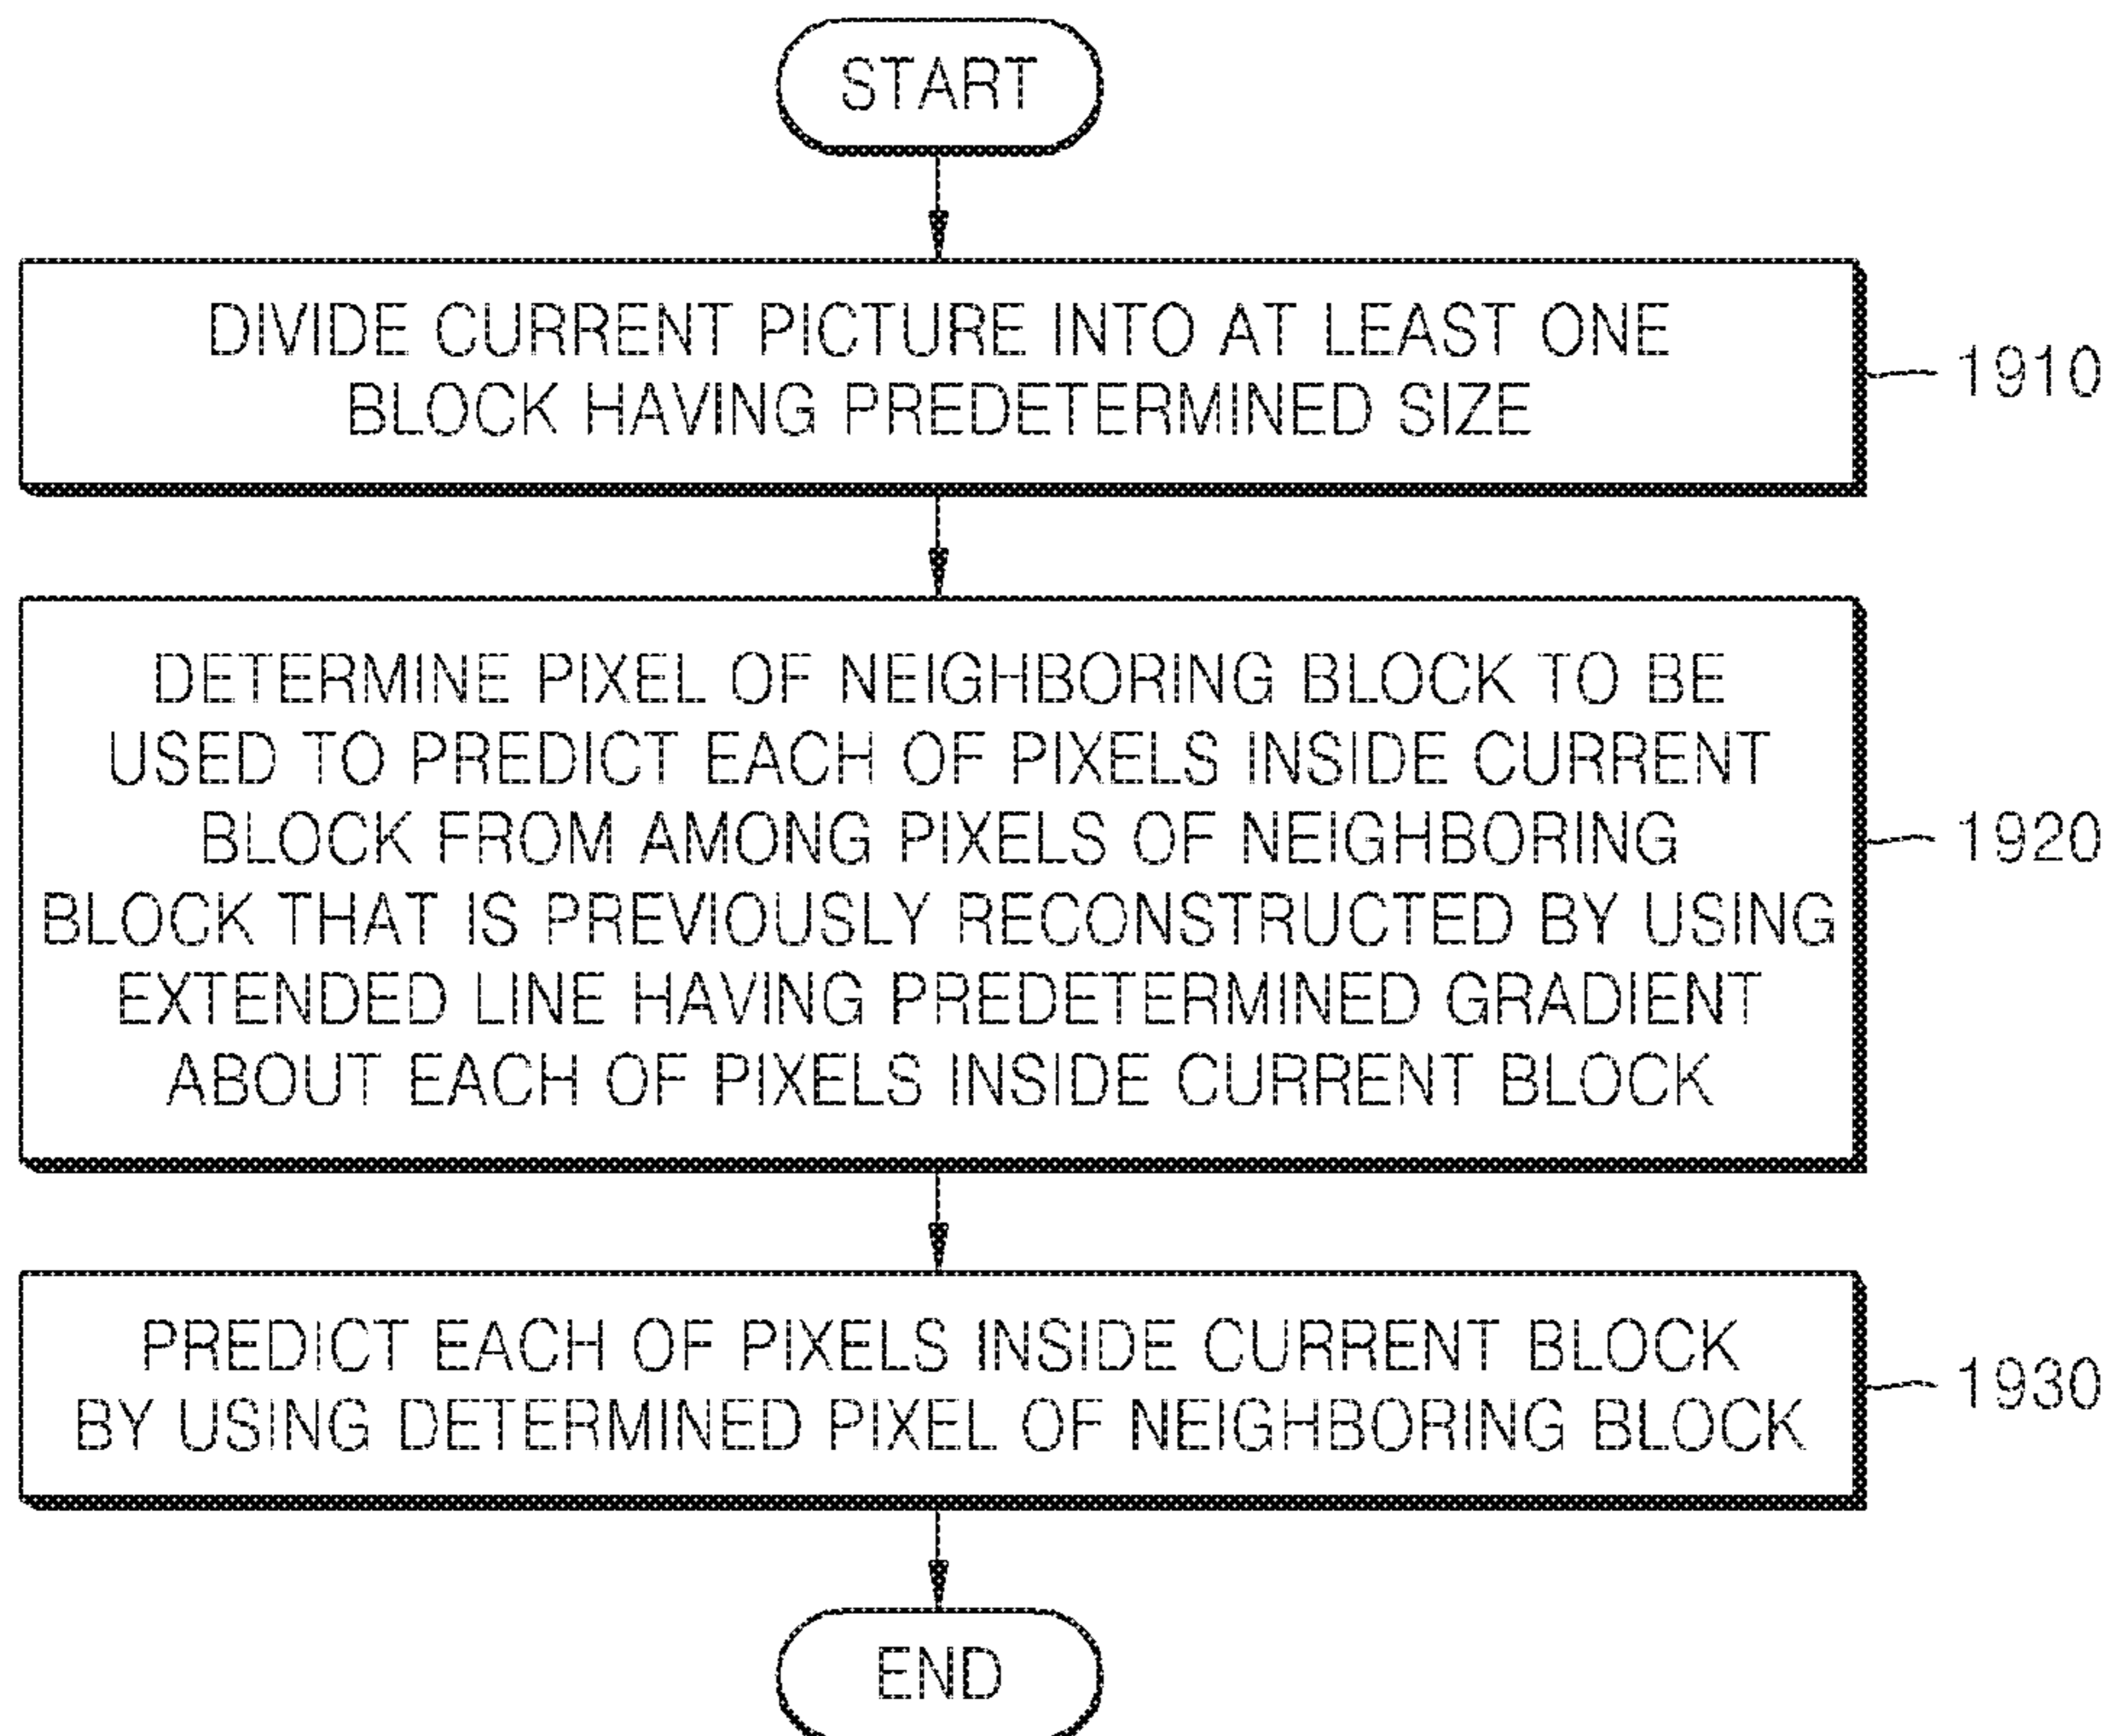 START
DIVIDE CURRENT PICTURE INTO AT LEAST ONE
BLOCK HAVING PREDETERMINED SIZE
1910
DETERMINE PIXEL OF NEIGHBORING BLOCK TO BE
USED TO PREDICT EACH OF PIXELS INSIDE CURRENT
BLOCK FROM AMONG PIXELS OF NEIGHBORING
BLOCK THAT IS PREVIOUSLY RECONSTRUCTED BY USING
EXTENDED LINE HAVING PREDETERMINED GRADIENT
ABOUT EACH OF PIXELS INSIDE CURRENT BLOCK
1920
PREDICT EACH OF PIXELS INSIDE CURRENT BLOCK
BY USING DETERMINED PIXEL OF NEIGHBORING BLOCK
1930
END